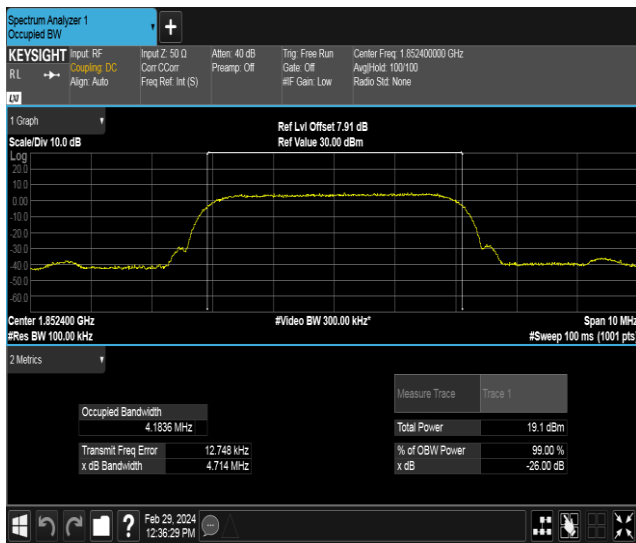 Spectrum Analyzer 1
Occupied BW
+
KEYSIGHT Input: RF Input Z: 50 Ω Atten: 40 dB Trig: Free Run Center Freq: 1.852400000 GHz
RL Coupling: DC Corr CCorr Preamp: Off Gate: Off Avg|Hold: 100/100
Align: Auto Freq Ref: Int (S) #IF Gain: Low Radio Std: None
LXI
1 Graph
Ref Lvl Offset 7.91 dB
Scale/Div 10.0 dB Ref Value 30.00 dBm
Log
20.0
10.0
0.00
-10.0
-20.0
-30.0
-40.0
-50.0
-60.0
Center 1.852400 GHz #Video BW 300.00 kHz* Span 10 MHz
#Res BW 100.00 kHz #Sweep 100 ms (1001 pts)
2 Metrics
Measure Trace Trace 1
Occupied Bandwidth
4.1836 MHz
Total Power 19.1 dBm
Transmit Freq Error 12.748 kHz % of OBW Power 99.00 %
x dB Bandwidth 4.714 MHz x dB -26.00 dB
?
Feb 29, 2024
12:36:29 PM